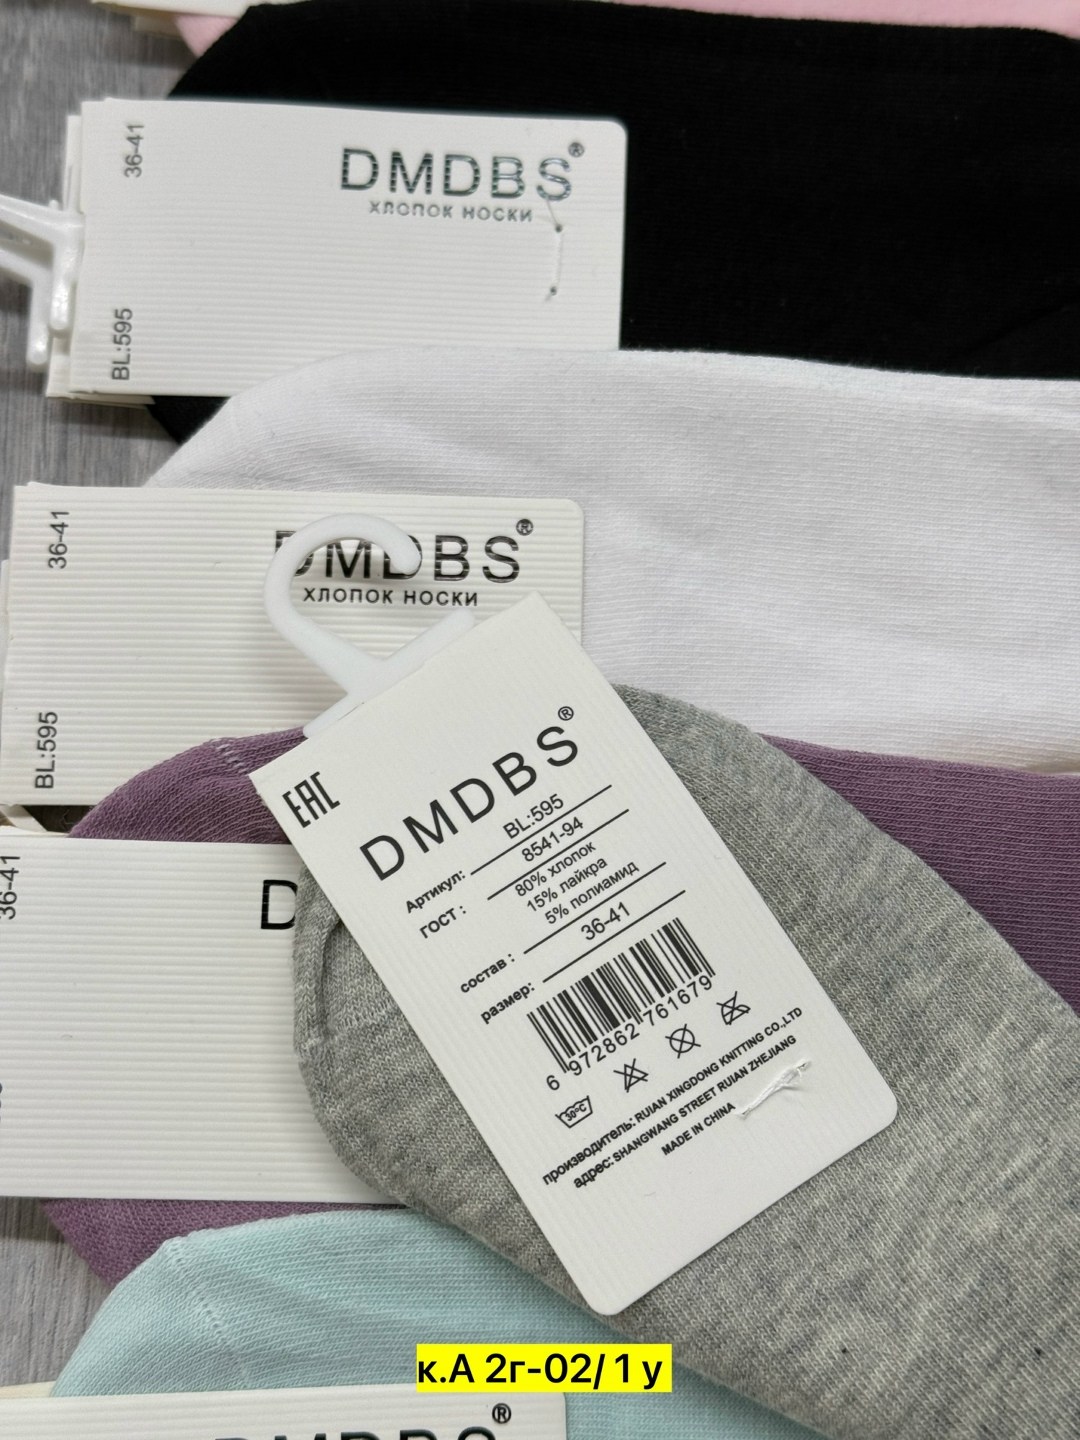 36-41
DMDBS®
ХЛОПОК НОСКИ
BL:595
36-41
DMDBS®
ХЛОПОК НОСКИ
BL:595
EAC
DMDBS®
Артикул: BL:595
ГОСТ : 8541-94
80% хлопок
15% лайкра
состав : 5% полиамид
размер: 36-41
6 972862 761679
30°C
производитель: RUIAN XINGDONG KNITTING CO.,LTD
адрес: SHANGWANG STREET RUIAN ZHEJIANG
MADE IN CHINA
36-41
D
к.А 2г-02/ 1 у
DMDBS®